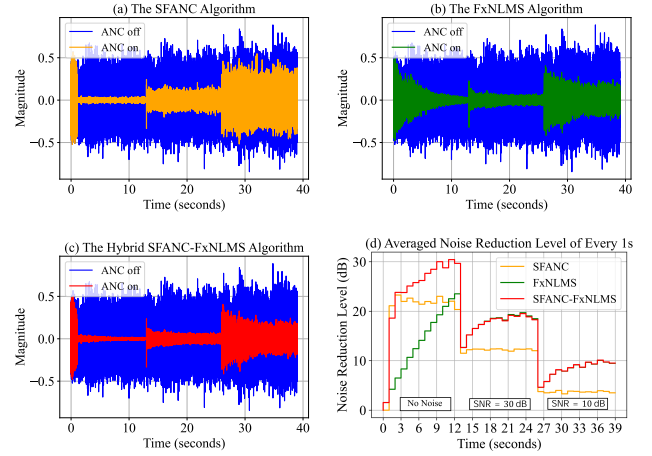 (a) The SFANC Algorithm
ANC off
ANC on
Magnitude
0.5
0.0
−0.5
0 10 20 30 40
Time (seconds)
(b) The FxNLMS Algorithm
ANC off
ANC on
Magnitude
0.5
0.0
−0.5
0 10 20 30 40
Time (seconds)
(c) The Hybrid SFANC-FxNLMS Algorithm
ANC off
ANC on
Magnitude
0.5
0.0
−0.5
0 10 20 30 40
Time (seconds)
(d) Averaged Noise Reduction Level of Every 1s
SFANC
FxNLMS
SFANC-FxNLMS
Noise Reduction Level (dB)
30
20
10
0
No Noise
SNR = 30 dB
SNR = 10 dB
0 3 6 9 12 15 18 21 24 27 30 33 36 39
Time (seconds)